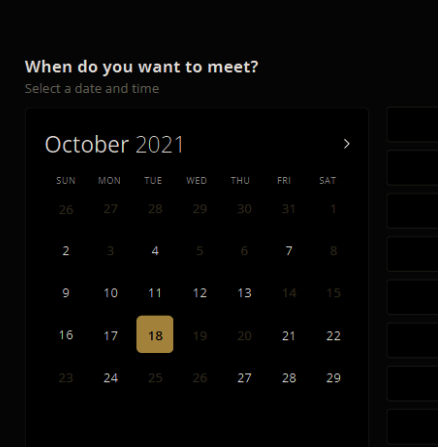 When do you want to meet?
Select a date and time
October 2021
SUN MON TUE WED THU FRI SAT
26 27 28 29 30 31 1
2 3 4 5 6 7 8
9 10 11 12 13 14 15
16 17 18 19 20 21 22
23 24 25 26 27 28 29